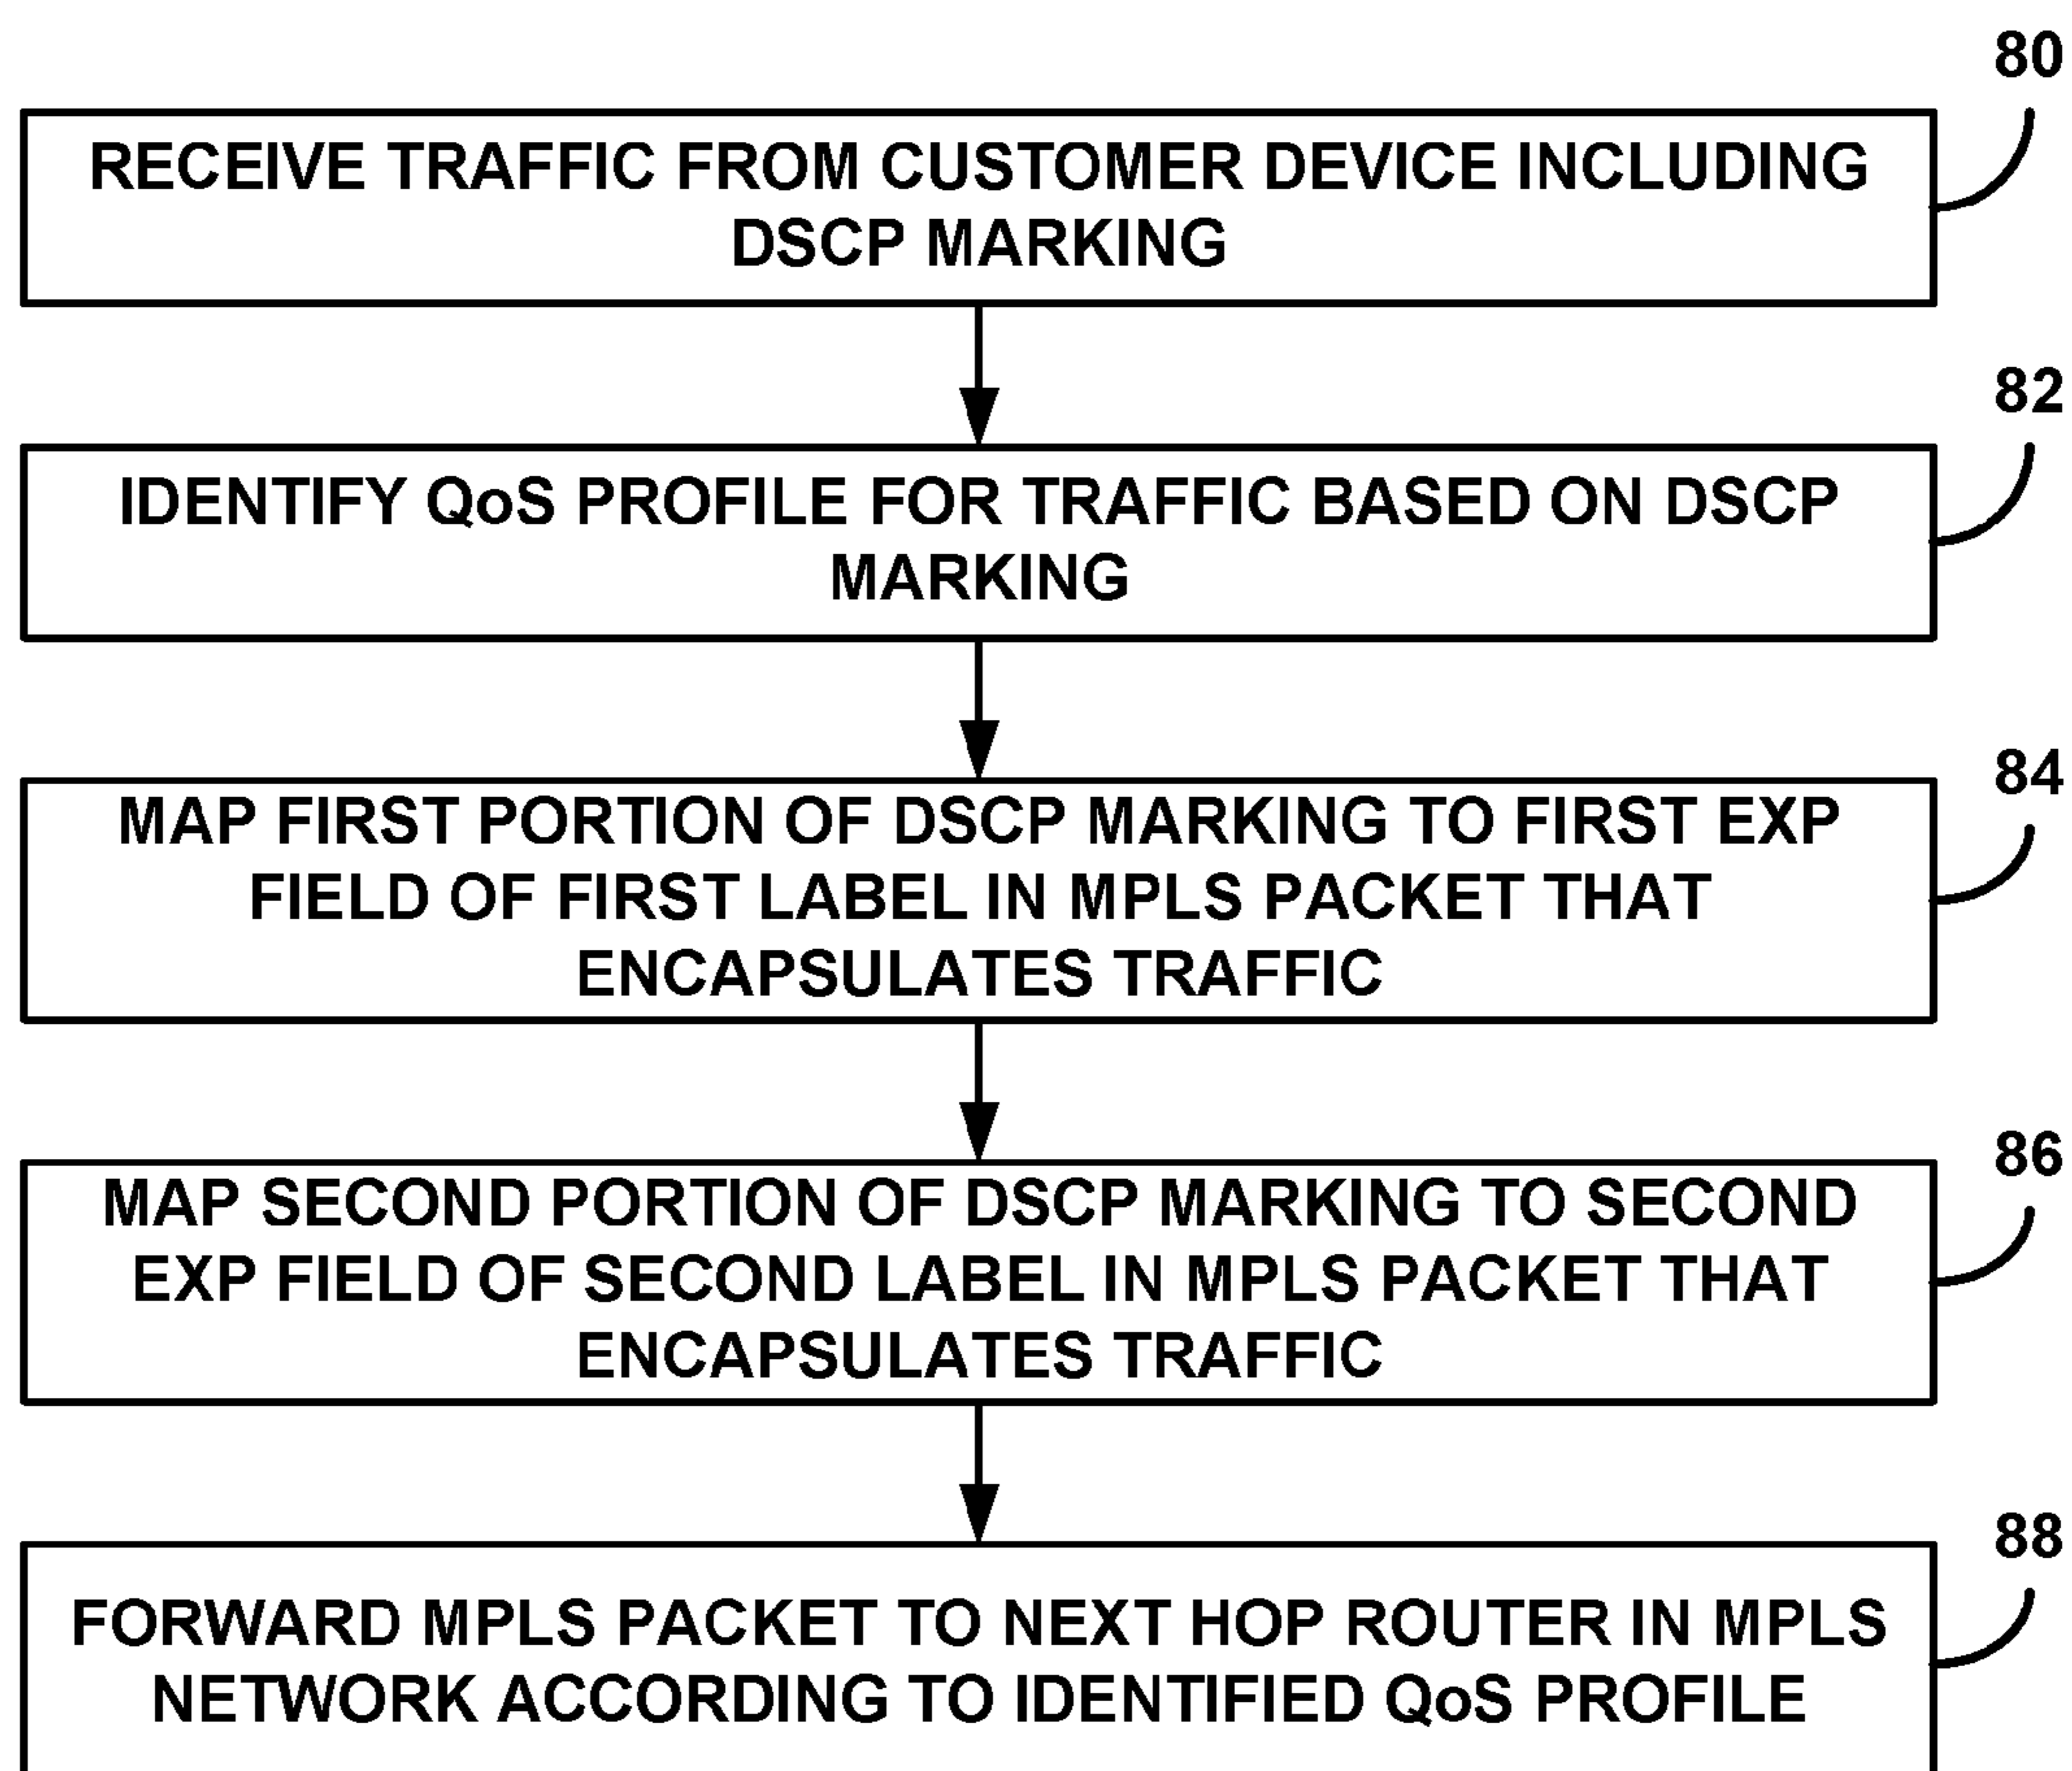 80
RECEIVE TRAFFIC FROM CUSTOMER DEVICE INCLUDING
DSCP MARKING
82
IDENTIFY QoS PROFILE FOR TRAFFIC BASED ON DSCP
MARKING
84
MAP FIRST PORTION OF DSCP MARKING TO FIRST EXP
FIELD OF FIRST LABEL IN MPLS PACKET THAT
ENCAPSULATES TRAFFIC
86
MAP SECOND PORTION OF DSCP MARKING TO SECOND
EXP FIELD OF SECOND LABEL IN MPLS PACKET THAT
ENCAPSULATES TRAFFIC
88
FORWARD MPLS PACKET TO NEXT HOP ROUTER IN MPLS
NETWORK ACCORDING TO IDENTIFIED QoS PROFILE